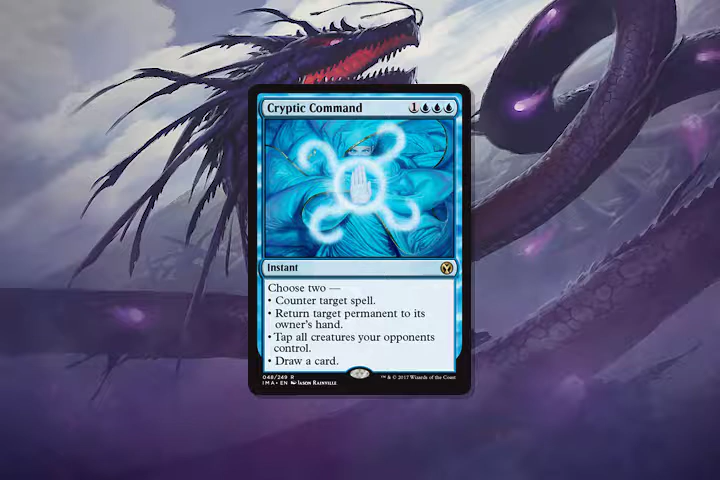 Cryptic Command 1
Instant
Choose two —
• Counter target spell.
• Return target permanent to its
owner's hand.
• Tap all creatures your opponents
control.
• Draw a card.
048/249 R
IMA • EN Jason Rainville
™ & © 2017 Wizards of the Coast